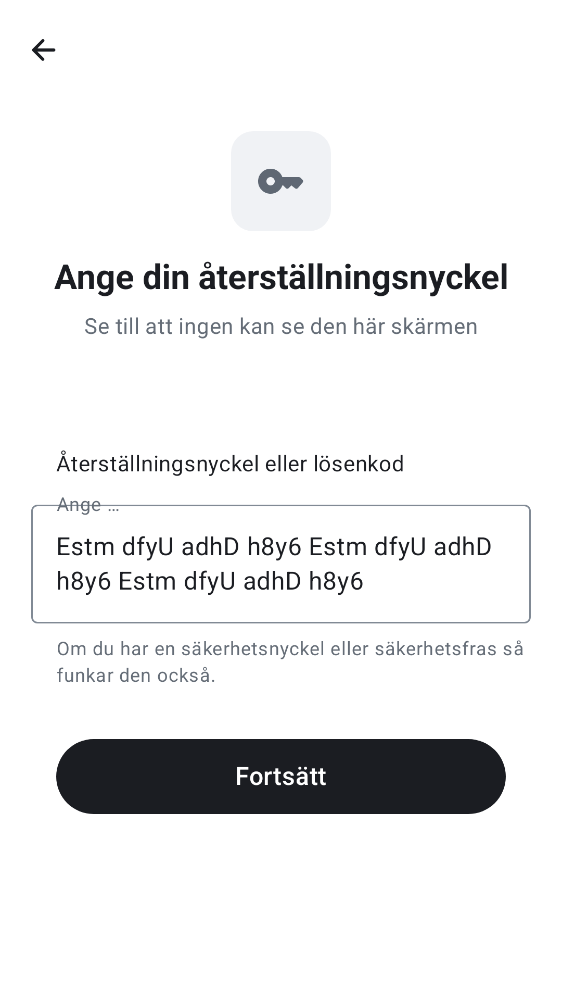 Ange din återställningsnyckel
Se till att ingen kan se den här skärmen
Återställningsnyckel eller lösenkod
Ange …
Estm dfyU adhD h8y6 Estm dfyU adhD
h8y6 Estm dfyU adhD h8y6
Om du har en säkerhetsnyckel eller säkerhetsfras så
funkar den också.
Fortsätt